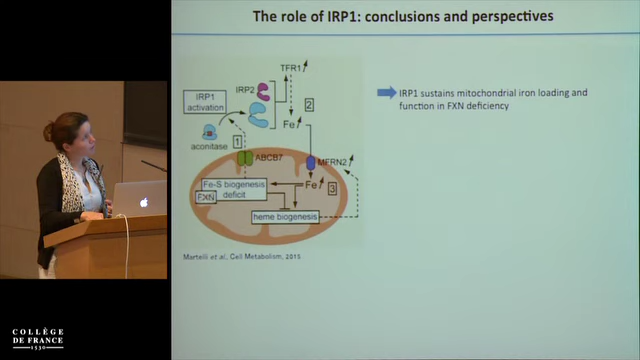 The role of IRP1: conclusions and perspectives
TFR1
IRP2
IRP1
activation
2
Fe
aconitase
1
ABCB7
MFRN2
Fe-S biogenesis
deficit
FXN
Fe
3
heme biogenesis
Martelli et al, Cell Metabolism, 2015
IRP1 sustains mitochondrial iron loading and
function in FXN deficiency
COLLÈGE
DE FRANCE
1530